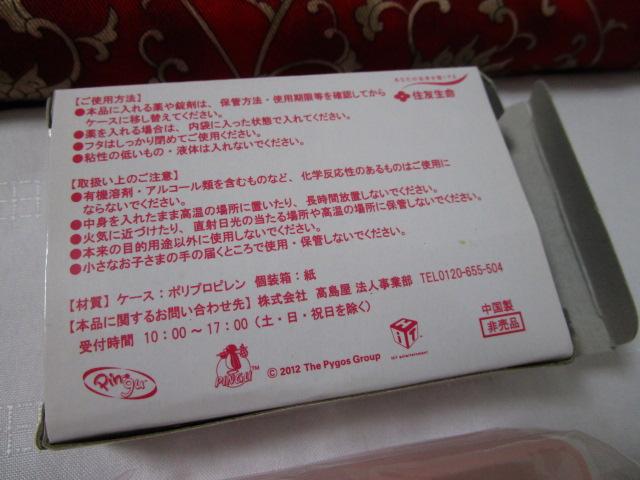 あなたの未来を強くする
住友生命
【ご使用方法】
●本品に入れる薬や錠剤は、保管方法・使用期限等を確認してから
ケースに移し替えてください。
●薬を入れる場合は、内袋に入った状態で入れてください。
●フタはしっかり閉めてご使用ください。
●粘性の低いもの・液体は入れないでください。
【取扱い上のご注意】
●有機溶剤・アルコール類を含むものなど、化学反応性のあるものはご使用に
ならないでください。
●中身を入れたまま高温の場所に置いたり、長時間放置しないでください。
●火気に近づけたり、直射日光の当たる場所や高温の場所に保管しないでください。
●本来の目的用途以外に使用しないでください。
●小さなお子さまの手の届くところで使用・保管しないでください。
【材質】ケース：ポリプロピレン 個装箱：紙
【本品に関するお問い合わせ先】株式会社 髙島屋 法人事業部 TEL0120-655-504
受付時間 10：00～17：00（土・日・祝日を除く）
中国製
非売品
Pingu
PINGU
© 2012 The Pygos Group
HIT
HIT entertainment